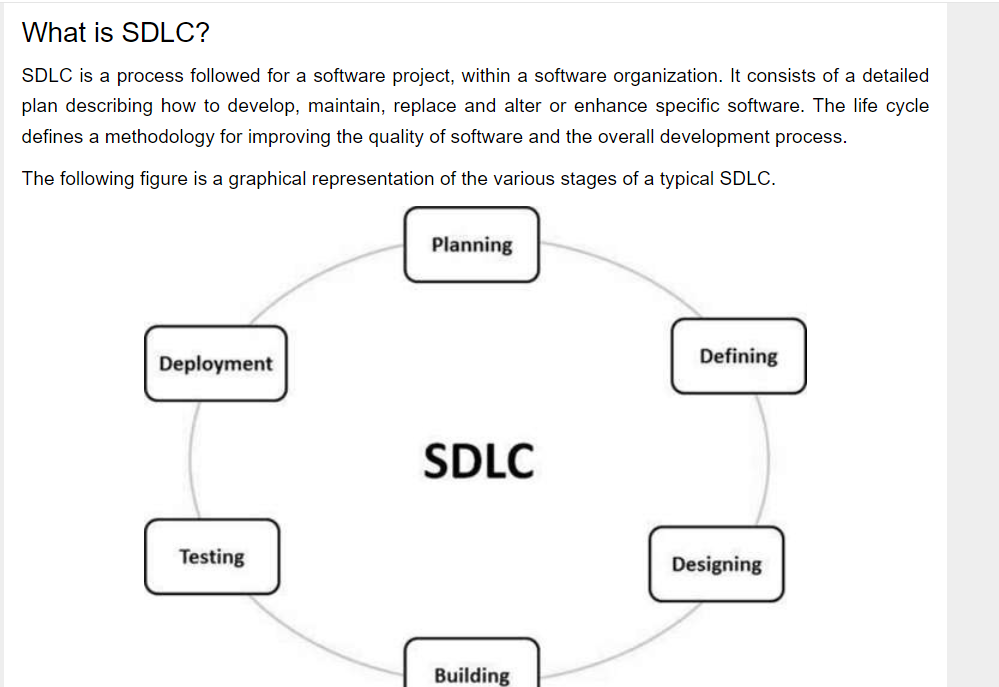 What is SDLC?
SDLC is a process followed for a software project, within a software organization. It consists of a detailed
plan describing how to develop, maintain, replace and alter or enhance specific software. The life cycle
defines a methodology for improving the quality of software and the overall development process.
The following figure is a graphical representation of the various stages of a typical SDLC.
Planning
Defining
Deployment
SDLC
Testing
Designing
Building